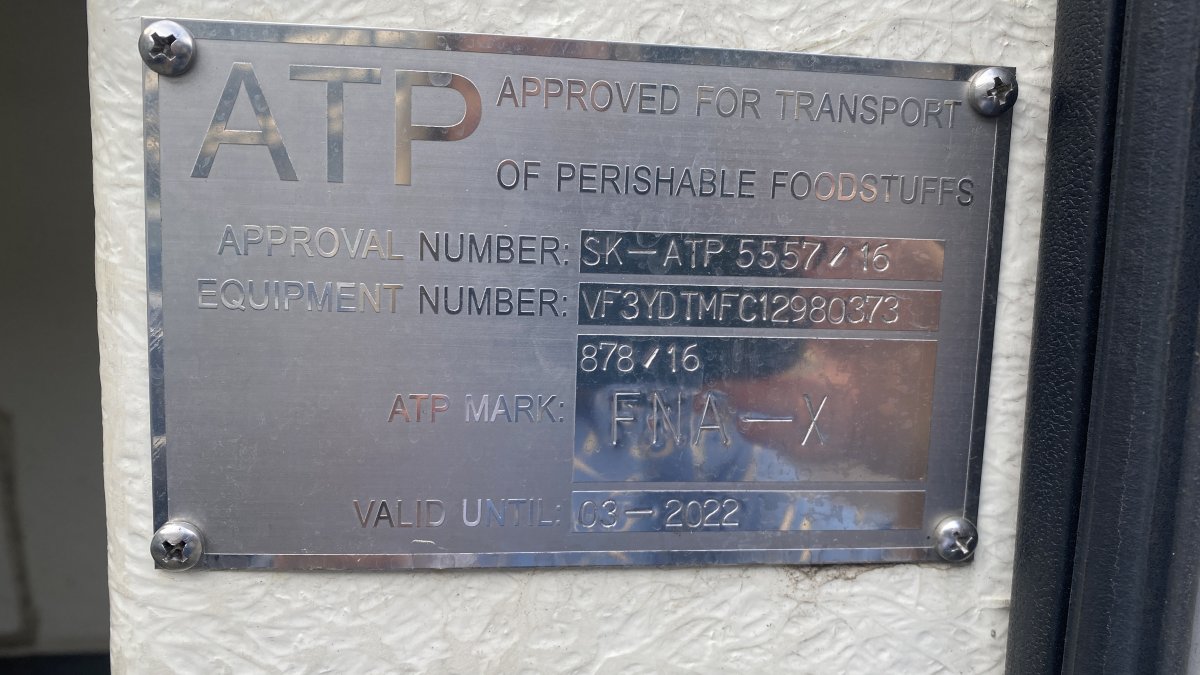 ATP APPROVED FOR TRANSPORT
OF PERISHABLE FOODSTUFFS
APPROVAL NUMBER: SK-ATP 5557/16
EQUIPMENT NUMBER: VF3YDTMFC12980373
878/16
ATP MARK: FNA-X
VALID UNTIL: 03-2022